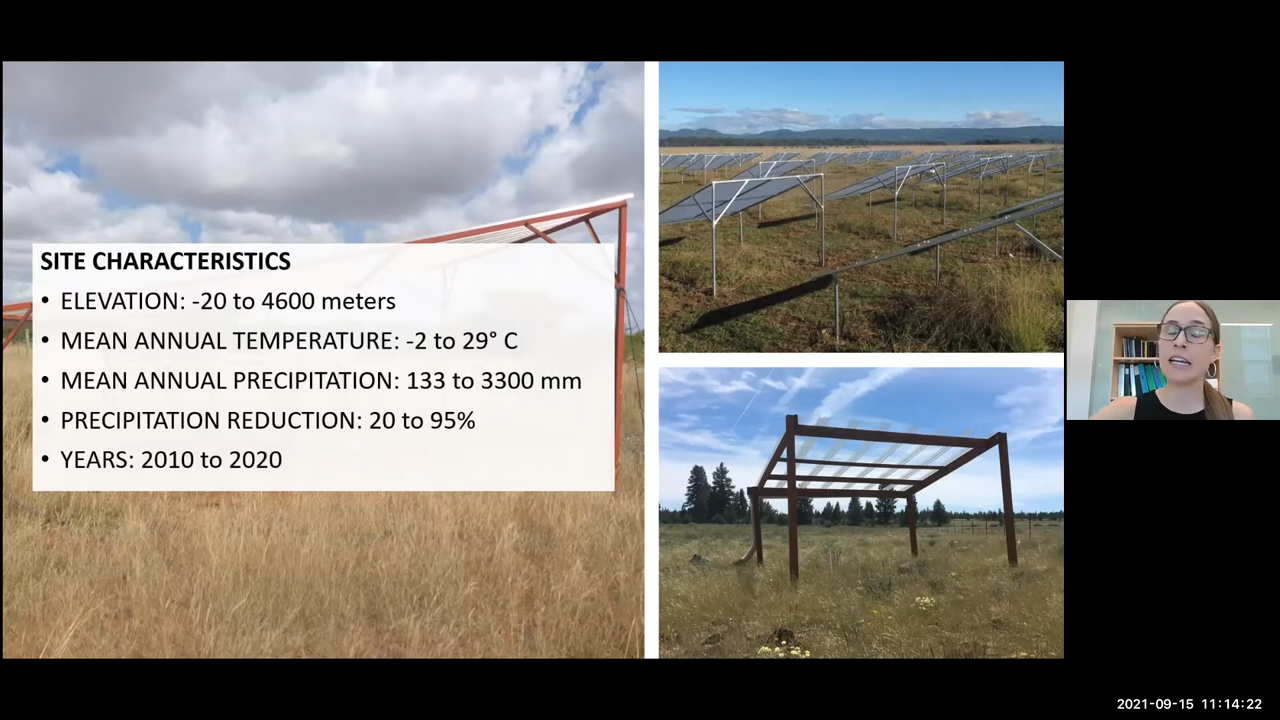 SITE CHARACTERISTICS
• ELEVATION: -20 to 4600 meters
• MEAN ANNUAL TEMPERATURE: -2 to 29° C
• MEAN ANNUAL PRECIPITATION: 133 to 3300 mm
• PRECIPITATION REDUCTION: 20 to 95%
• YEARS: 2010 to 2020
2021-09-15 11:14:22